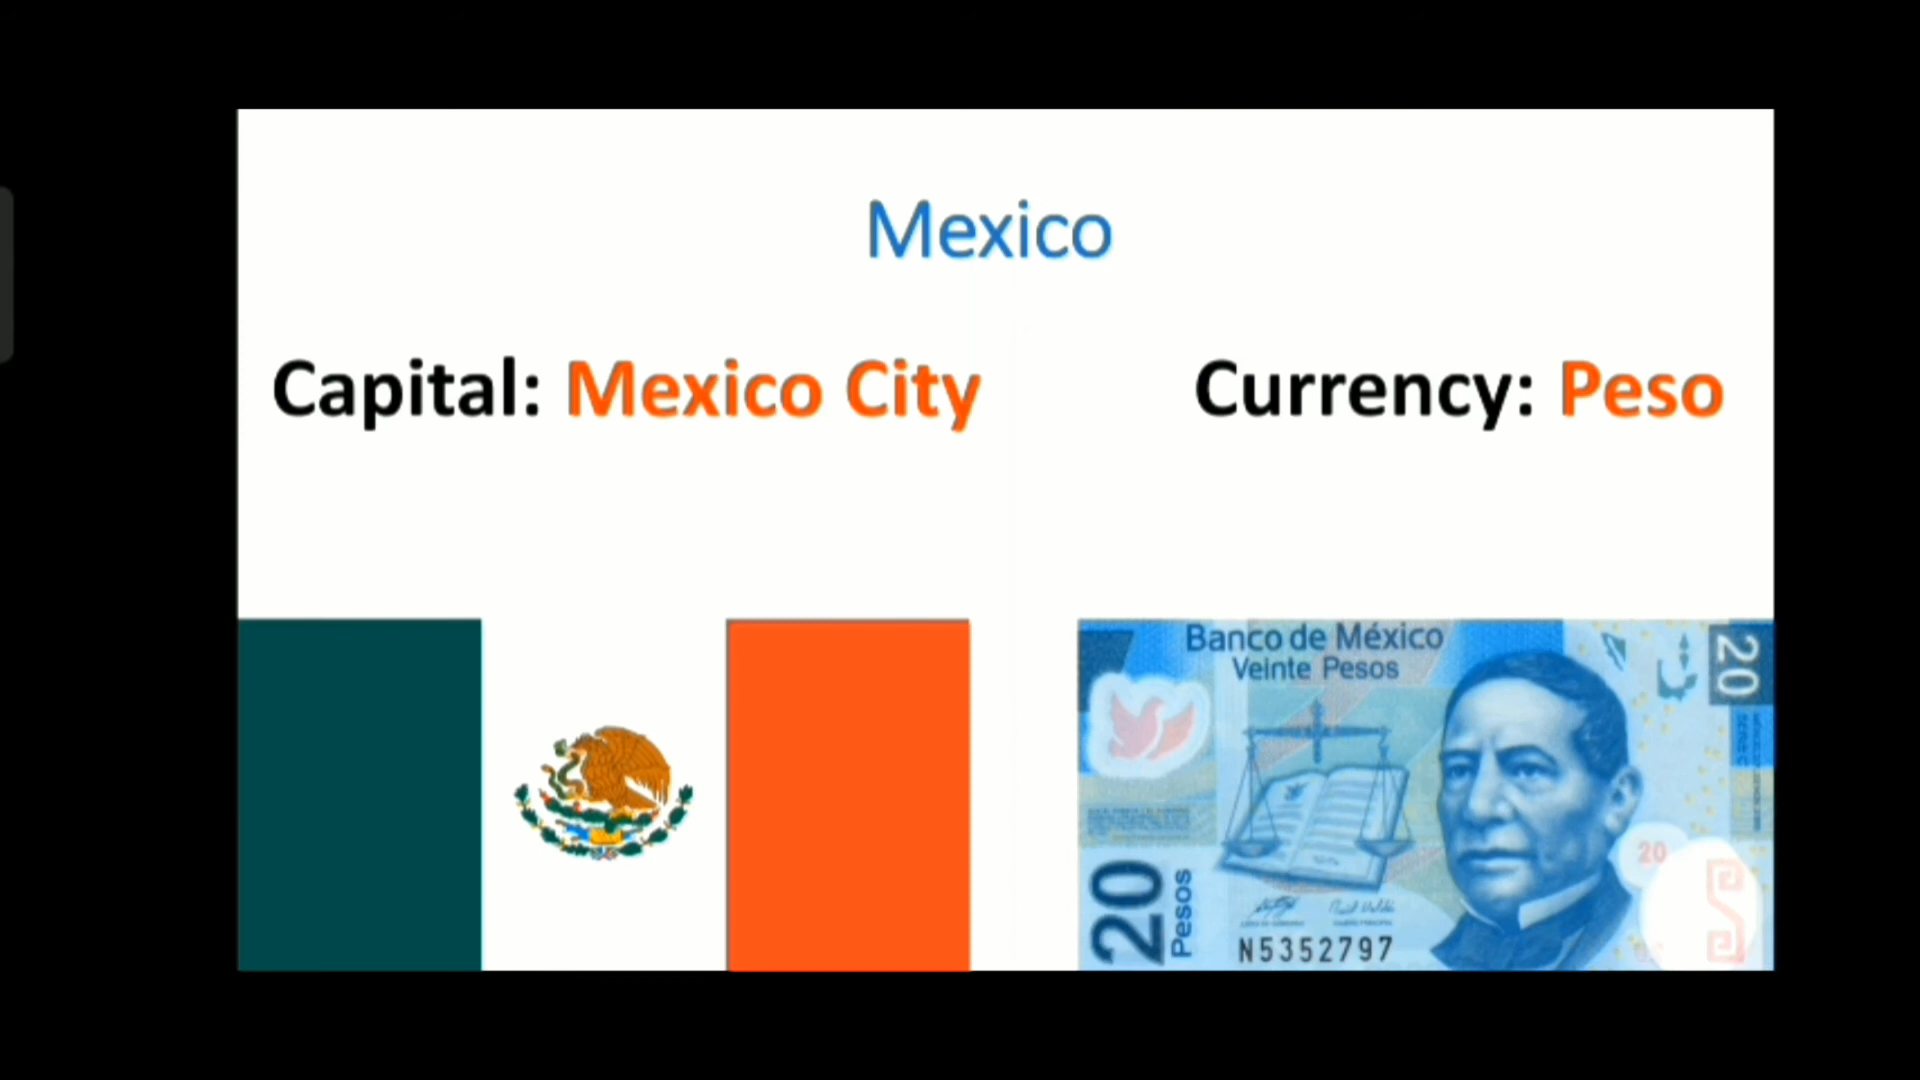 Mexico
Capital: Mexico City
Currency: Peso
Banco de México
Veinte Pesos
20
20
20
Pesos
N5352797